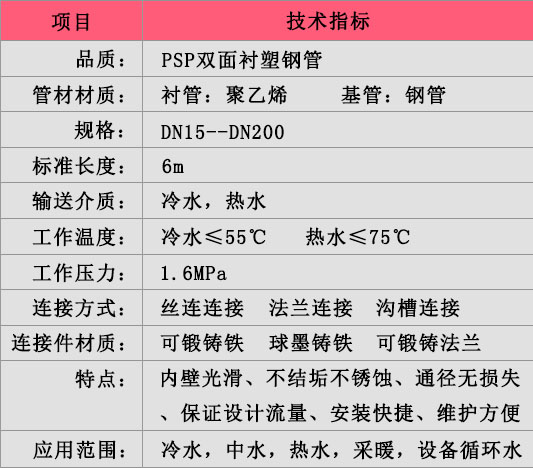 项目 技术指标
品质： PSP双面衬塑钢管
管材材质： 衬管：聚乙烯 基管：钢管
规格： DN15--DN200
标准长度： 6m
输送介质： 冷水，热水
工作温度： 冷水≤55℃ 热水≤75℃
工作压力： 1.6MPa
连接方式： 丝连连接 法兰连接 沟槽连接
连接件材质： 可锻铸铁 球墨铸铁 可锻铸法兰
特点： 内壁光滑、不结垢不锈蚀、通径无损失
、保证设计流量、安装快捷、维护方便
应用范围： 冷水，中水，热水，采暖，设备循环水